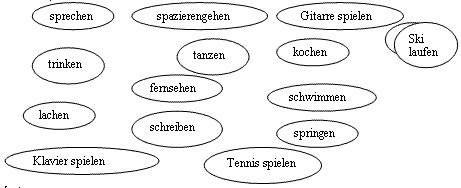 sprechen
spazierengehen
Gitarre spielen
Ski
laufen
tanzen
kochen
trinken
fernsehen
schwimmen
lachen
schreiben
springen
Klavier spielen
Tennis spielen